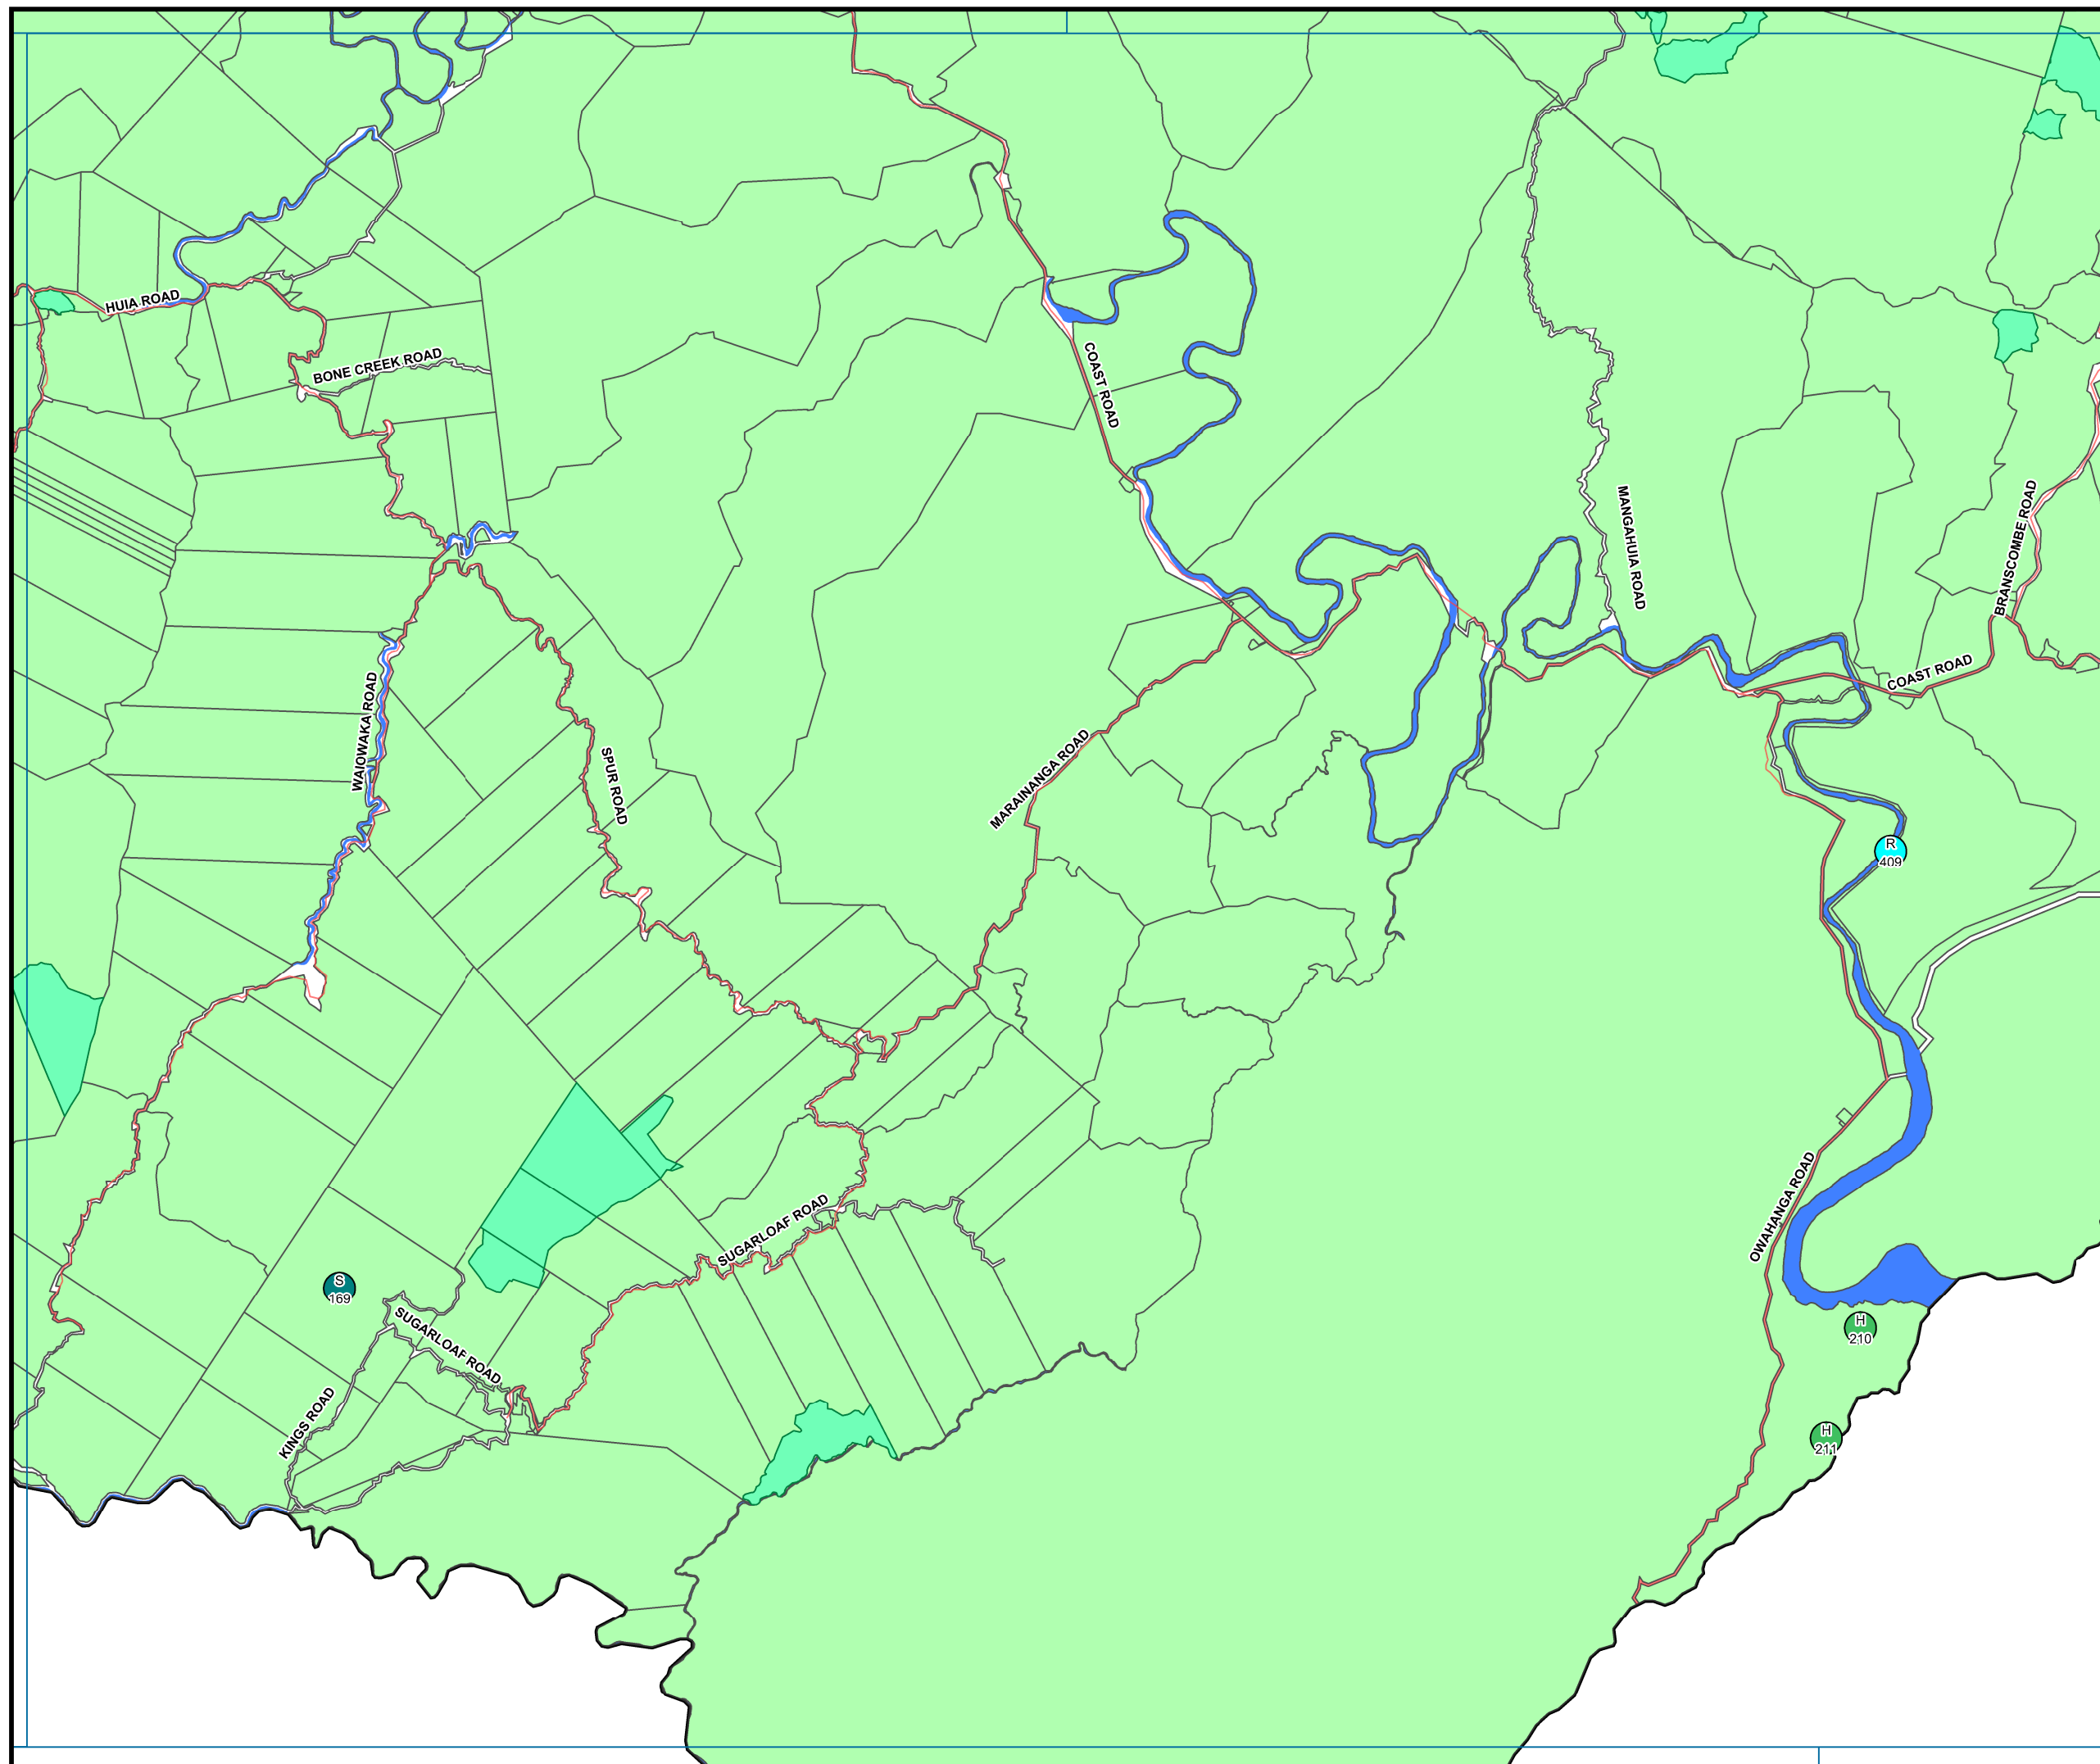 HUIA ROAD
BONE CREEK ROAD
COAST ROAD
MANGAHUIA ROAD
BRANSCOMBE ROAD
COAST ROAD
WAIOWAKA ROAD
SPUR ROAD
MARAINANGA ROAD
R
409
OWAHANGA ROAD
SUGARLOAF ROAD
S
169
SUGARLOAF ROAD
H
210
KINGS ROAD
H
211